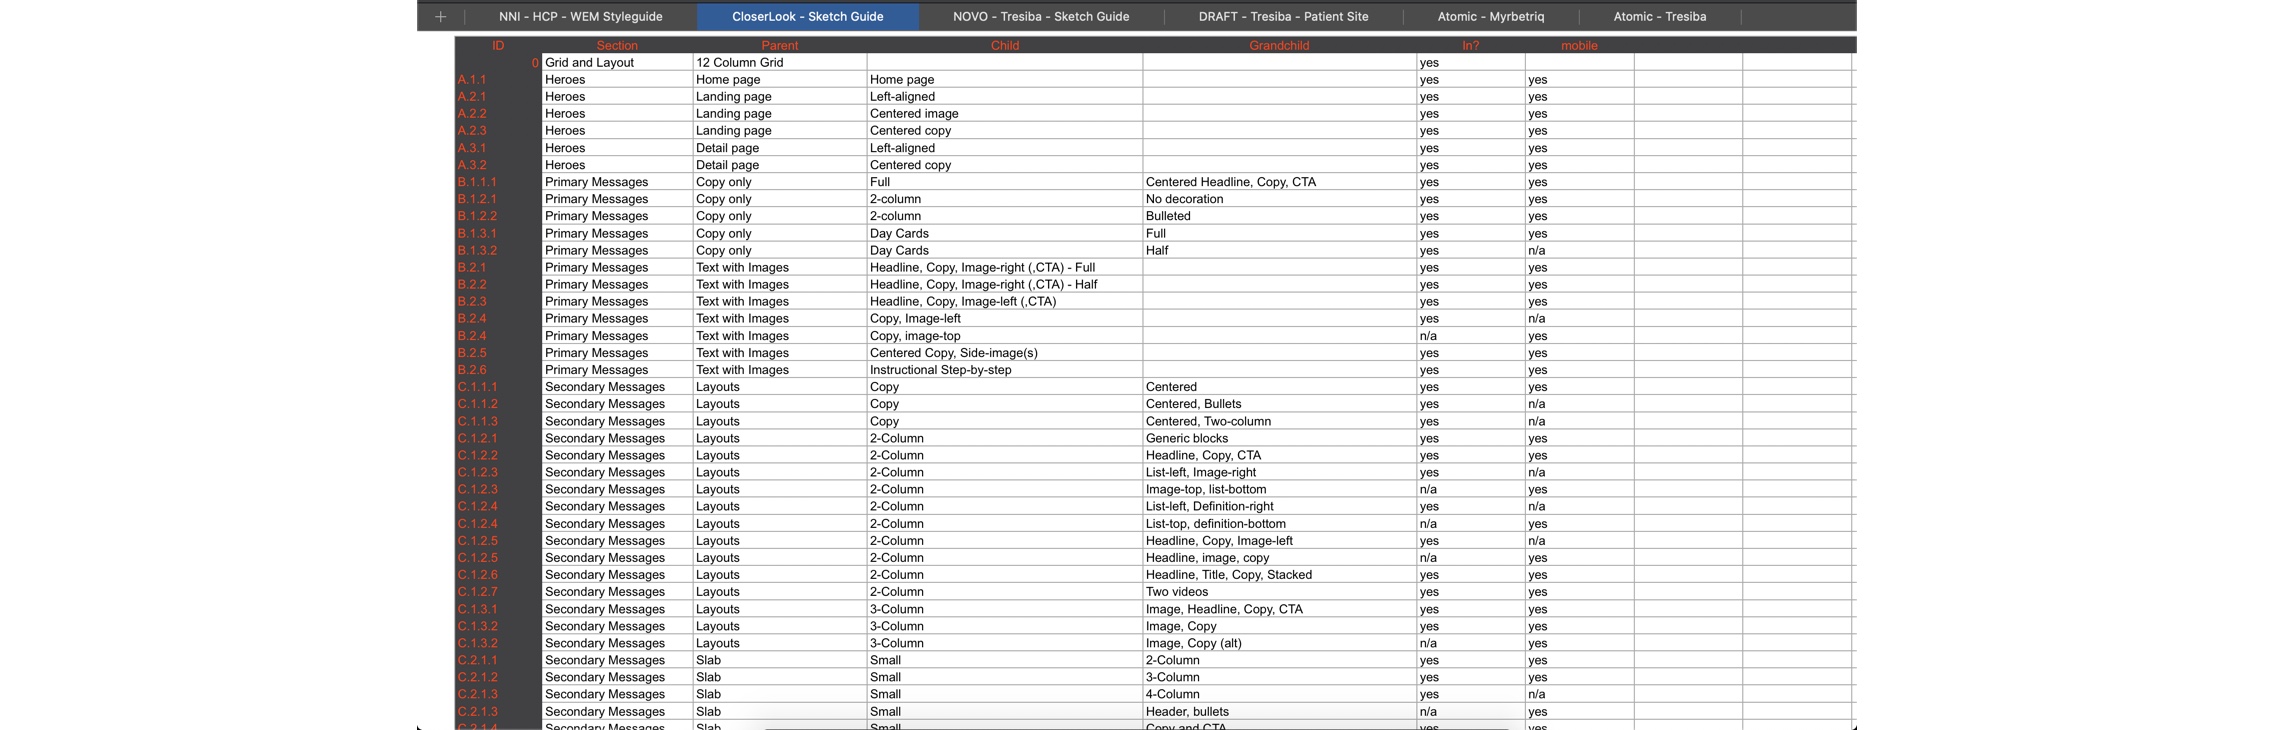 + NNI - HCP - WEM Styleguide CloserLook - Sketch Guide NOVO - Tresiba - Sketch Guide DRAFT - Tresiba - Patient Site Atomic - Myrbetriq Atomic - Tresiba
ID Section Parent Child Grandchild In? mobile
0 Grid and Layout 12 Column Grid yes
A.1.1 Heroes Home page Home page yes yes
A.2.1 Heroes Landing page Left-aligned yes yes
A.2.2 Heroes Landing page Centered image yes yes
A.2.3 Heroes Landing page Centered copy yes yes
A.3.1 Heroes Detail page Left-aligned yes yes
A.3.2 Heroes Detail page Centered copy yes yes
B.1.1.1 Primary Messages Copy only Full Centered Headline, Copy, CTA yes yes
B.1.2.1 Primary Messages Copy only 2-column No decoration yes yes
B.1.2.2 Primary Messages Copy only 2-column Bulleted yes yes
B.1.3.1 Primary Messages Copy only Day Cards Full yes yes
B.1.3.2 Primary Messages Copy only Day Cards Half yes n/a
B.2.1 Primary Messages Text with Images Headline, Copy, Image-right (,CTA) - Full yes yes
B.2.2 Primary Messages Text with Images Headline, Copy, Image-right (,CTA) - Half yes yes
B.2.3 Primary Messages Text with Images Headline, Copy, Image-left (,CTA) yes yes
B.2.4 Primary Messages Text with Images Copy, Image-left yes n/a
B.2.4 Primary Messages Text with Images Copy, image-top n/a yes
B.2.5 Primary Messages Text with Images Centered Copy, Side-image(s) yes yes
B.2.6 Primary Messages Text with Images Instructional Step-by-step yes yes
C.1.1.1 Secondary Messages Layouts Copy Centered yes yes
C.1.1.2 Secondary Messages Layouts Copy Centered, Bullets yes n/a
C.1.1.3 Secondary Messages Layouts Copy Centered, Two-column yes n/a
C.1.2.1 Secondary Messages Layouts 2-Column Generic blocks yes yes
C.1.2.2 Secondary Messages Layouts 2-Column Headline, Copy, CTA yes yes
C.1.2.3 Secondary Messages Layouts 2-Column List-left, Image-right yes n/a
C.1.2.3 Secondary Messages Layouts 2-Column Image-top, list-bottom n/a yes
C.1.2.4 Secondary Messages Layouts 2-Column List-left, Definition-right yes n/a
C.1.2.4 Secondary Messages Layouts 2-Column List-top, definition-bottom n/a yes
C.1.2.5 Secondary Messages Layouts 2-Column Headline, Copy, Image-left yes n/a
C.1.2.5 Secondary Messages Layouts 2-Column Headline, image, copy n/a yes
C.1.2.6 Secondary Messages Layouts 2-Column Headline, Title, Copy, Stacked yes yes
C.1.2.7 Secondary Messages Layouts 2-Column Two videos yes yes
C.1.3.1 Secondary Messages Layouts 3-Column Image, Headline, Copy, CTA yes yes
C.1.3.2 Secondary Messages Layouts 3-Column Image, Copy yes yes
C.1.3.2 Secondary Messages Layouts 3-Column Image, Copy (alt) n/a yes
C.2.1.1 Secondary Messages Slab Small 2-Column yes yes
C.2.1.2 Secondary Messages Slab Small 3-Column yes yes
C.2.1.3 Secondary Messages Slab Small 4-Column yes n/a
C.2.1.3 Secondary Messages Slab Small Header, bullets n/a yes
C.2.1.4 Secondary Messages Slab Small Copy and CTA yes yes